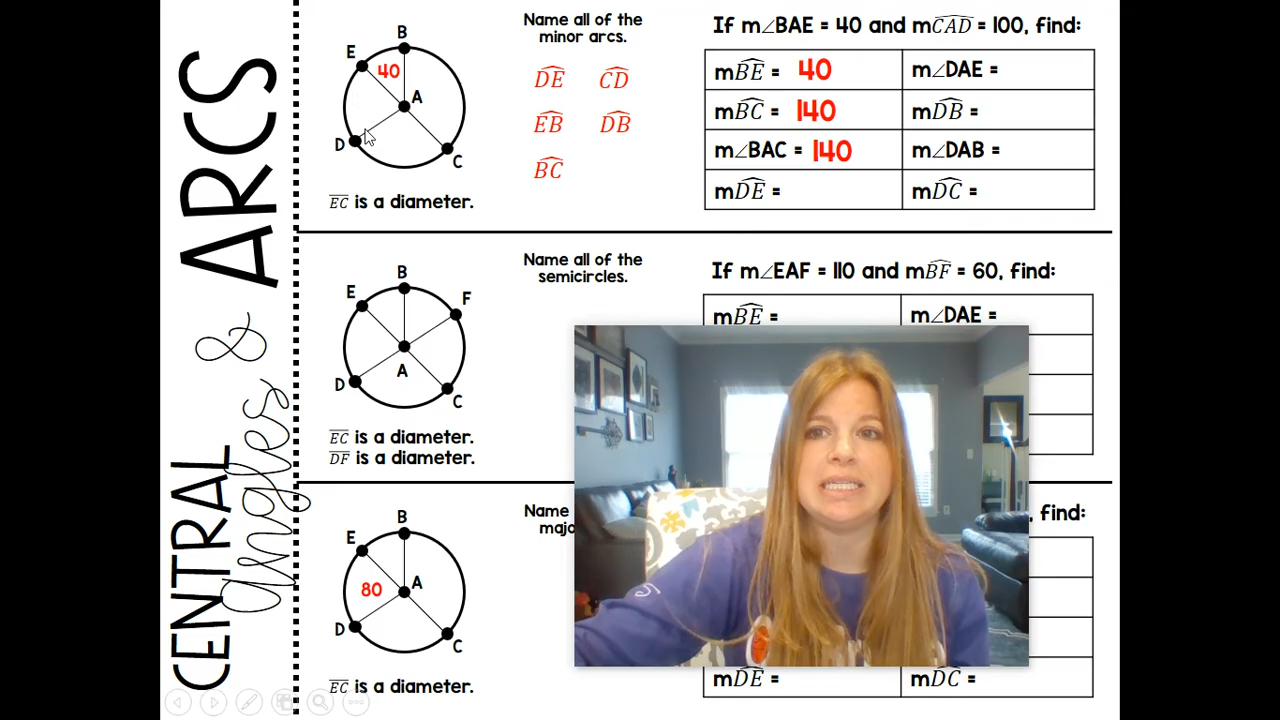 CENTRAL
angles
&
ARCS
B
E
40
A
D
C
EC is a diameter.
Name all of the
minor arcs.
DE CD
EB DB
BC
If m∠BAE = 40 and mCAD = 100, find:
mBE = 40 m∠DAE =
mBC = 140 mDB =
m∠BAC = 140 m∠DAB =
mDE = mDC =
B
E F
A
D
C
EC is a diameter.
DF is a diameter.
Name all of the
semicircles.
If m∠EAF = 110 and mBF = 60, find:
mBE = m∠DAE =
B
E
A
80
D
C
EC is a diameter.
Name
majo
, find:
mDE = mDC =